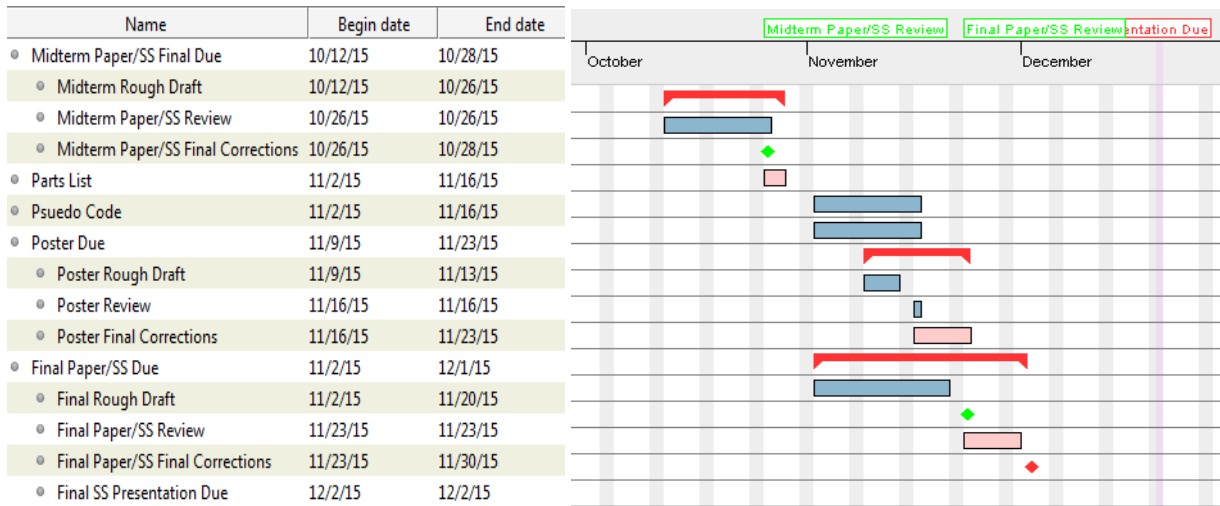 Name Begin date End date
Midterm Paper/SS Final Due 10/12/15 10/28/15
Midterm Rough Draft 10/12/15 10/26/15
Midterm Paper/SS Review 10/26/15 10/26/15
Midterm Paper/SS Final Corrections 10/26/15 10/28/15
Parts List 11/2/15 11/16/15
Psuedo Code 11/2/15 11/16/15
Poster Due 11/9/15 11/23/15
Poster Rough Draft 11/9/15 11/13/15
Poster Review 11/16/15 11/16/15
Poster Final Corrections 11/16/15 11/23/15
Final Paper/SS Due 11/2/15 12/1/15
Final Rough Draft 11/2/15 11/20/15
Final Paper/SS Review 11/23/15 11/23/15
Final Paper/SS Final Corrections 11/23/15 11/30/15
Final SS Presentation Due 12/2/15 12/2/15
Midterm Paper/SS Review Final Paper/SS Review entation Due
October November December